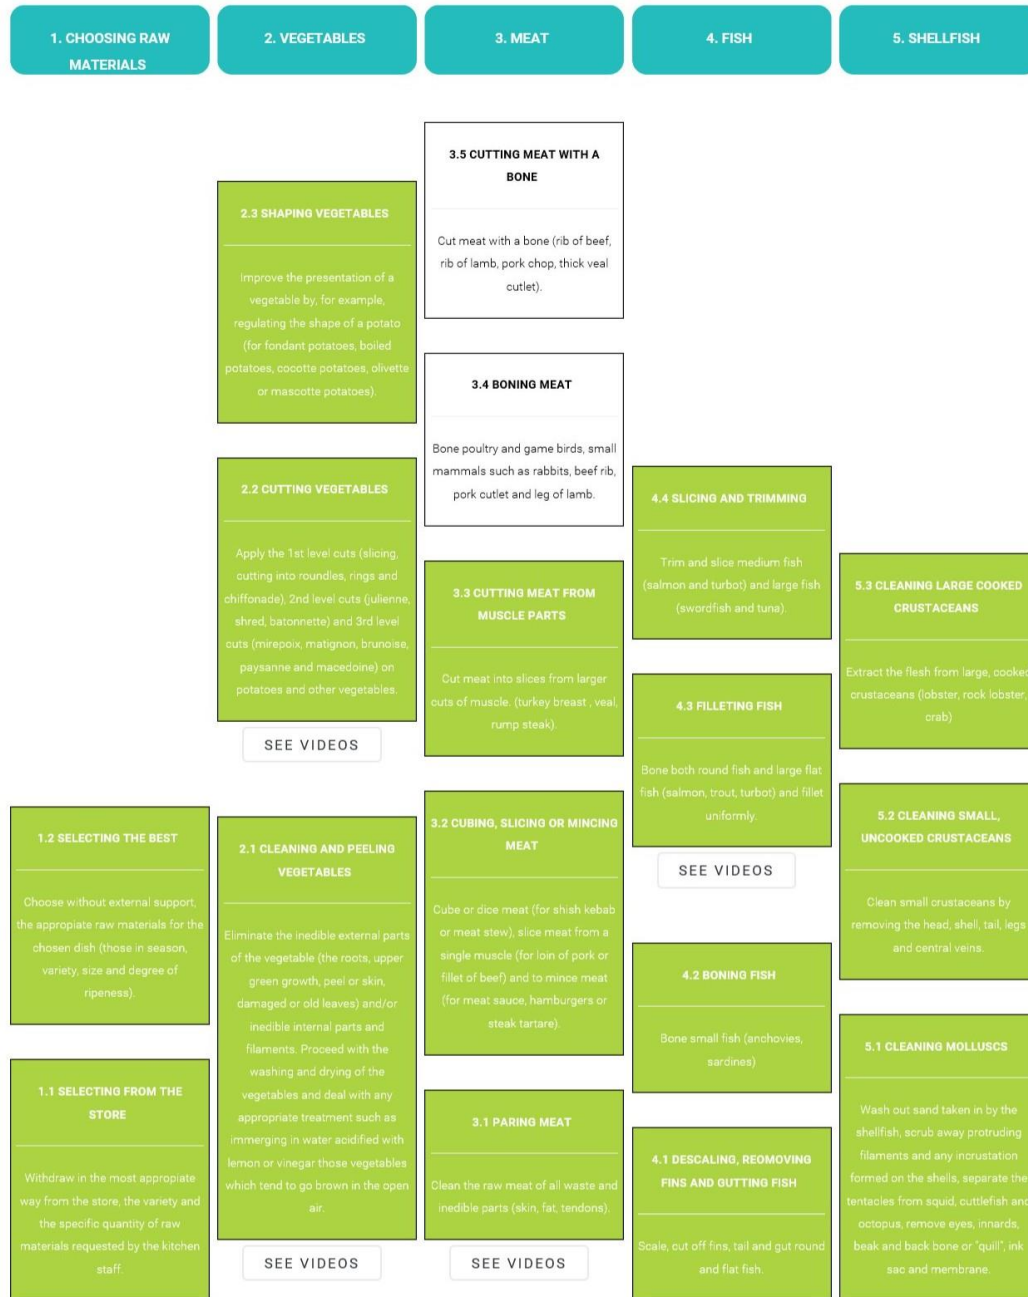 1. CHOOSING RAW
MATERIALS
2. VEGETABLES
3. MEAT
4. FISH
5. SHELLFISH
3.5 CUTTING MEAT WITH A
BONE
Cut meat with a bone (rib of beef,
rib of lamb, pork chop, thick veal
cutlet).
2.3 SHAPING VEGETABLES
Improve the presentation of a
vegetable by, for example,
regulating the shape of a potato
(for fondant potatoes, boiled
potatoes, cocotte potatoes, olivette
or mascotte potatoes).
3.4 BONING MEAT
Bone poultry and game birds, small
mammals such as rabbits, beef rib,
pork cutlet and leg of lamb.
2.2 CUTTING VEGETABLES
Apply the 1st level cuts (slicing,
cutting into roundles, rings and
chiffonade), 2nd level cuts (julienne,
shred, batonnette) and 3rd level
cuts (mirepoix, matignon, brunoise,
paysanne and macedoine) on
potatoes and other vegetables.
SEE VIDEOS
3.3 CUTTING MEAT FROM
MUSCLE PARTS
Cut meat into slices from larger
cuts of muscle. (turkey breast , veal,
rump steak).
4.4 SLICING AND TRIMMING
Trim and slice medium fish
(salmon and turbot) and large fish
(swordfish and tuna).
5.3 CLEANING LARGE COOKED
CRUSTACEANS
Extract the flesh from large, cooked
crustaceans (lobster, rock lobster,
crab)
4.3 FILLETING FISH
Bone both round fish and large flat
fish (salmon, trout, turbot) and fillet
uniformly.
SEE VIDEOS
1.2 SELECTING THE BEST
Choose without external support,
the appropiate raw materials for the
chosen dish (those in season,
variety, size and degree of
ripeness).
2.1 CLEANING AND PEELING
VEGETABLES
Eliminate the inedible external parts
of the vegetable (the roots, upper
green growth, peel or skin,
damaged or old leaves) and/or
inedible internal parts and
filaments. Proceed with the
washing and drying of the
vegetables and deal with any
appropriate treatment such as
immerging in water acidified with
lemon or vinegar those vegetables
which tend to go brown in the open
air.
SEE VIDEOS
3.2 CUBING, SLICING OR MINCING
MEAT
Cube or dice meat (for shish kebab
or meat stew), slice meat from a
single muscle (for loin of pork or
fillet of beef) and to mince meat
(for meat sauce, hamburgers or
steak tartare).
5.2 CLEANING SMALL,
UNCOOKED CRUSTACEANS
Clean small crustaceans by
removing the head, shell, tail, legs
and central veins.
4.2 BONING FISH
Bone small fish (anchovies,
sardines)
1.1 SELECTING FROM THE
STORE
Withdraw in the most appropiate
way from the store, the variety and
the specific quantity of raw
materials requested by the kitchen
staff.
3.1 PARING MEAT
Clean the raw meat of all waste and
inedible parts (skin, fat, tendons).
SEE VIDEOS
4.1 DESCALING, REOMOVING
FINS AND GUTTING FISH
Scale, cut off fins, tail and gut round
and flat fish.
5.1 CLEANING MOLLUSCS
Wash out sand taken in by the
shellfish, scrub away protruding
filaments and any incrustation
formed on the shells, separate the
tentacles from squid, cuttlefish and
octopus, remove eyes, innards,
beak and back bone or "quill", ink
sac and membrane.